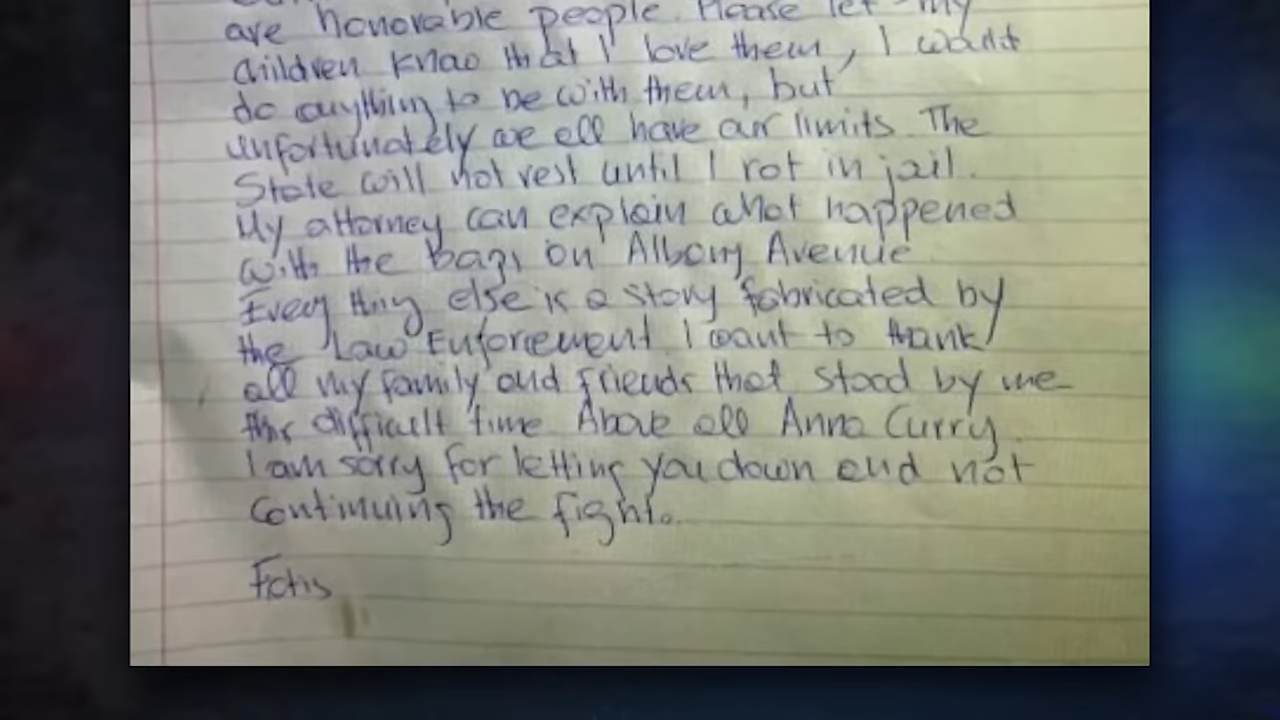 are honorable people. Please let my
children know that I love them, I would
do anything to be with them, but
unfortunately we all have our limits. The
State will not rest until I rot in jail.
My attorney can explain what happened
with the bags on Albany Avenue
Every thing else is a story fabricated by
the Law Enforcement. I want to thank
all my family and friends that stood by me
this difficult time Above all Anna Curry.
I am sorry for letting you down and not
continuing the fight.
Fotis